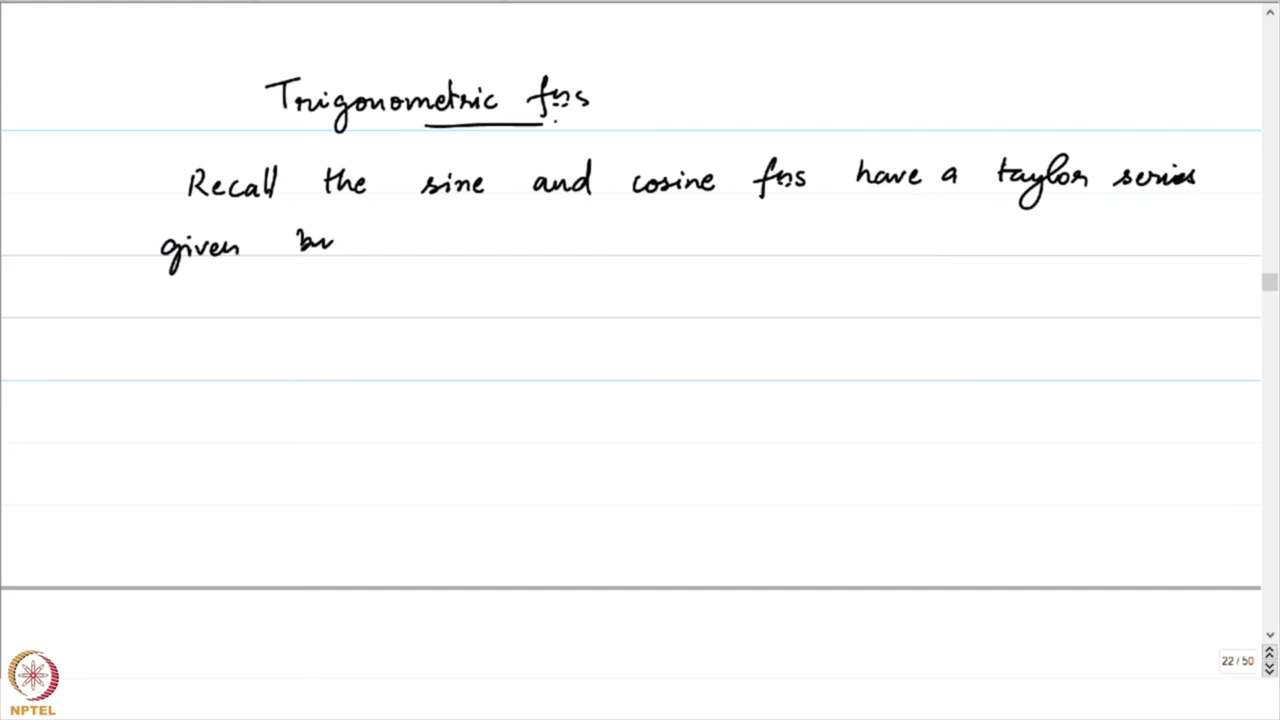 Trigonometric fns
Recall the sine and cosine fns have a taylor series
given by
22 / 50
NPTEL